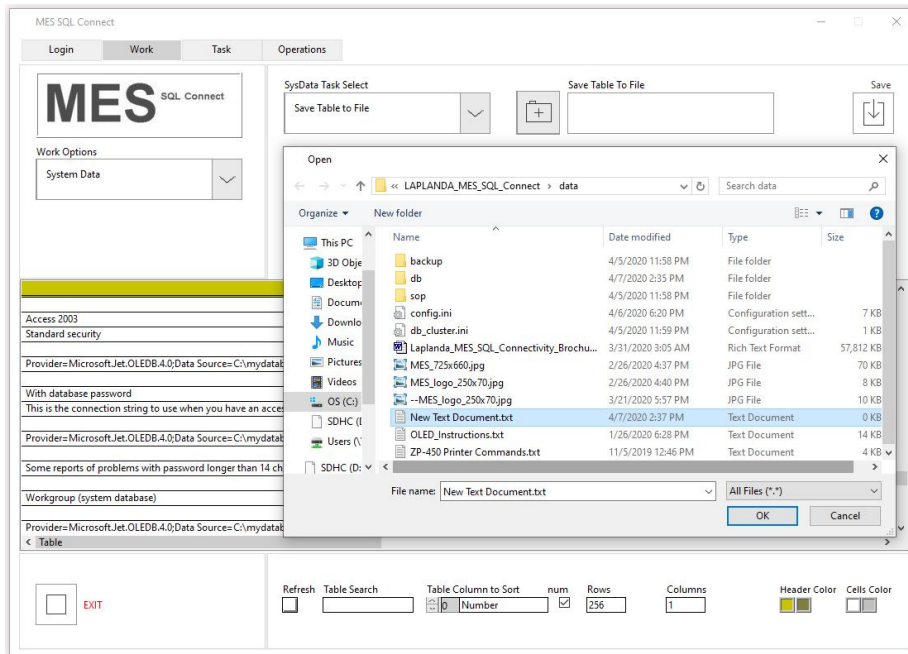 MES SQL Connect
Login Work Task Operations
MES SQL Connect
SysData Task Select
Save Table To File
Save
Save Table to File
Work Options
System Data
Open
« LAPLANDA_MES_SQL_Connect > data
Search data
Organize
New folder
This PC
3D Obje
Desktop
Docum
Downlo
Music
Pictures
Videos
OS (C:)
SDHC (
Users (\
SDHC (D:
Name Date modified Type Size
backup 4/5/2020 11:58 PM File folder
db 4/7/2020 2:35 PM File folder
sop 4/5/2020 11:58 PM File folder
config.ini 4/6/2020 6:20 PM Configuration sett... 7 KB
db_cluster.ini 4/5/2020 11:59 PM Configuration sett... 1 KB
Laplanda_MES_SQL_Connectivity_Brochu... 3/31/2020 3:05 AM Rich Text Format 57,812 KB
MES_725x660.jpg 2/26/2020 4:37 PM JPG File 70 KB
MES_logo_250x70.jpg 2/26/2020 4:40 PM JPG File 8 KB
--MES_logo_250x70.jpg 3/21/2020 5:57 PM JPG File 10 KB
New Text Document.txt 4/7/2020 2:37 PM Text Document 0 KB
OLED_Instructions.txt 1/26/2020 6:28 PM Text Document 14 KB
ZP-450 Printer Commands.txt 11/5/2019 12:46 PM Text Document 4 KB
File name: New Text Document.txt All Files (*.*)
OK Cancel
Access 2003
Standard security
Provider=Microsoft.Jet.OLEDB.4.0;Data Source=C:\mydatab
With database password
This is the connection string to use when you have an acce
Provider=Microsoft.Jet.OLEDB.4.0;Data Source=C:\mydatab
Some reports of problems with password longer than 14 ch
Workgroup (system database)
Provider=Microsoft.Jet.OLEDB.4.0;Data Source=C:\mydatab
Table
EXIT
Refresh Table Search Table Column to Sort num Rows Columns Header Color Cells Color
0 Number 256 1